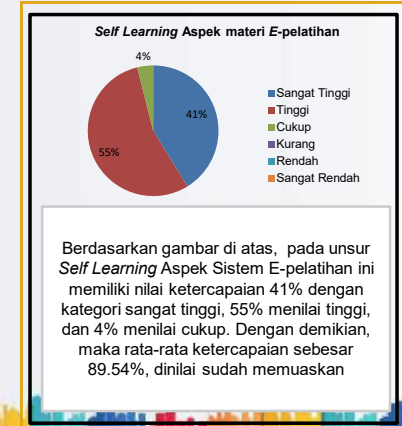 Self Learning Aspek materi E-pelatihan
4%
41%
55%
Sangat Tinggi
Tinggi
Cukup
Kurang
Rendah
Sangat Rendah
Berdasarkan gambar di atas, pada unsur
Self Learning Aspek Sistem E-pelatihan ini
memiliki nilai ketercapaian 41% dengan
kategori sangat tinggi, 55% menilai tinggi,
dan 4% menilai cukup. Dengan demikian,
maka rata-rata ketercapaian sebesar
89.54%, dinilai sudah memuaskan